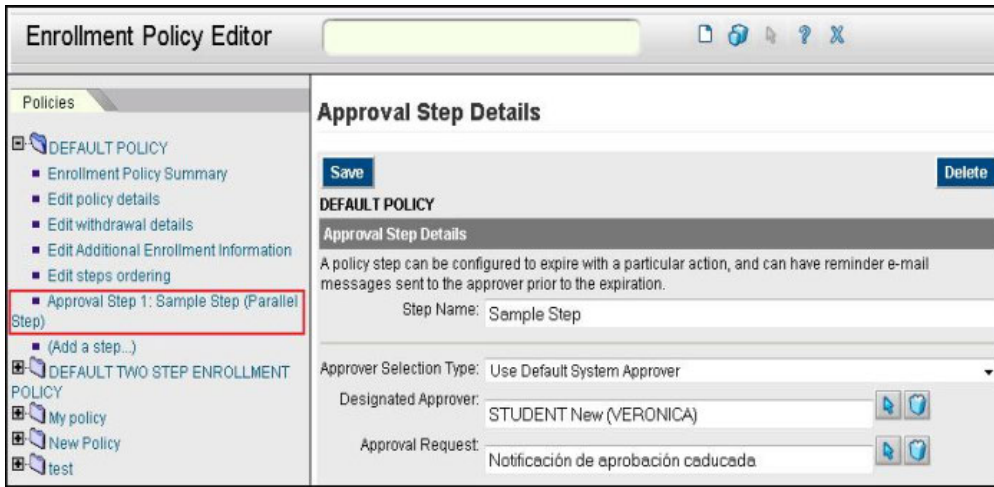 Enrollment Policy Editor
Policies
DEFAULT POLICY
Enrollment Policy Summary
Edit policy details
Edit withdrawal details
Edit Additional Enrollment Information
Edit steps ordering
Approval Step 1: Sample Step (Parallel
Step)
(Add a step...)
DEFAULT TWO STEP ENROLLMENT
POLICY
My policy
New Policy
test
Approval Step Details
Save
Delete
DEFAULT POLICY
Approval Step Details
A policy step can be configured to expire with a particular action, and can have reminder e-mail
messages sent to the approver prior to the expiration.
Step Name: Sample Step
Approver Selection Type: Use Default System Approver
Designated Approver: STUDENT New (VERONICA)
Approval Request: Notificación de aprobación caducada